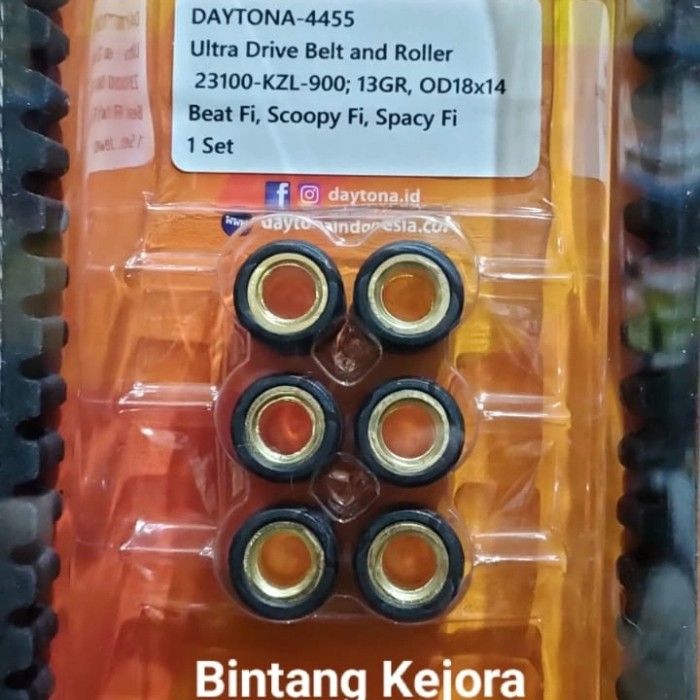 DAYTONA-4455
Ultra Drive Belt and Roller
23100-KZL-900; 13GR, OD18x14
Beat Fi, Scoopy Fi, Spacy Fi
1 Set
daytona.id
Bintang Kejora